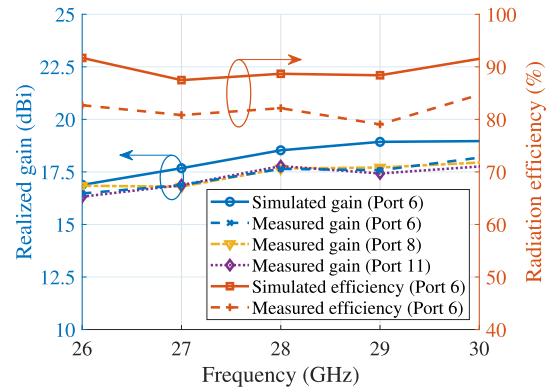 25
22.5
20
17.5
15
12.5
10
Realized gain (dBi)
100
90
80
70
60
50
40
Radiation efficiency (%)
Simulated gain (Port 6)
Measured gain (Port 6)
Measured gain (Port 8)
Measured gain (Port 11)
Simulated efficiency (Port 6)
Measured efficiency (Port 6)
26 27 28 29 30
Frequency (GHz)